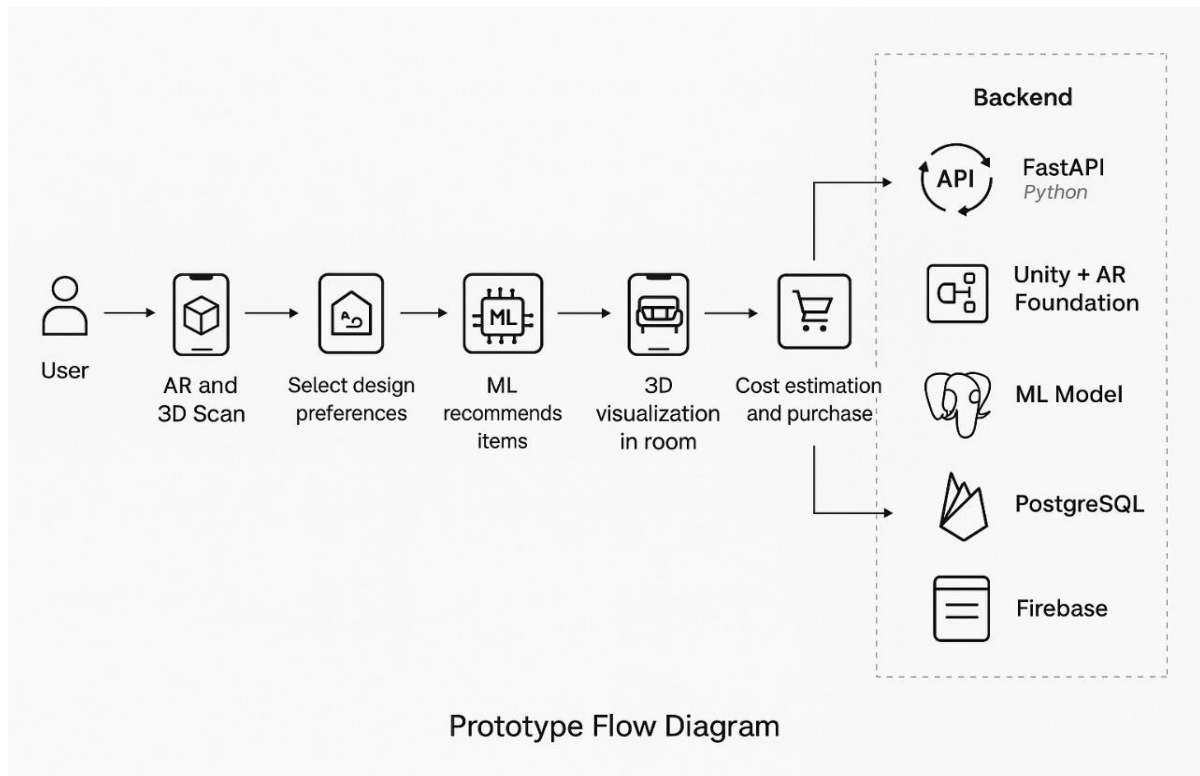 Backend
API
FastAPI
Python
Unity + AR
Foundation
ML Model
PostgreSQL
Firebase
User
AR and
3D Scan
Select design
preferences
ML
ML
recommends
items
3D
visualization
in room
Cost estimation
and purchase
Prototype Flow Diagram